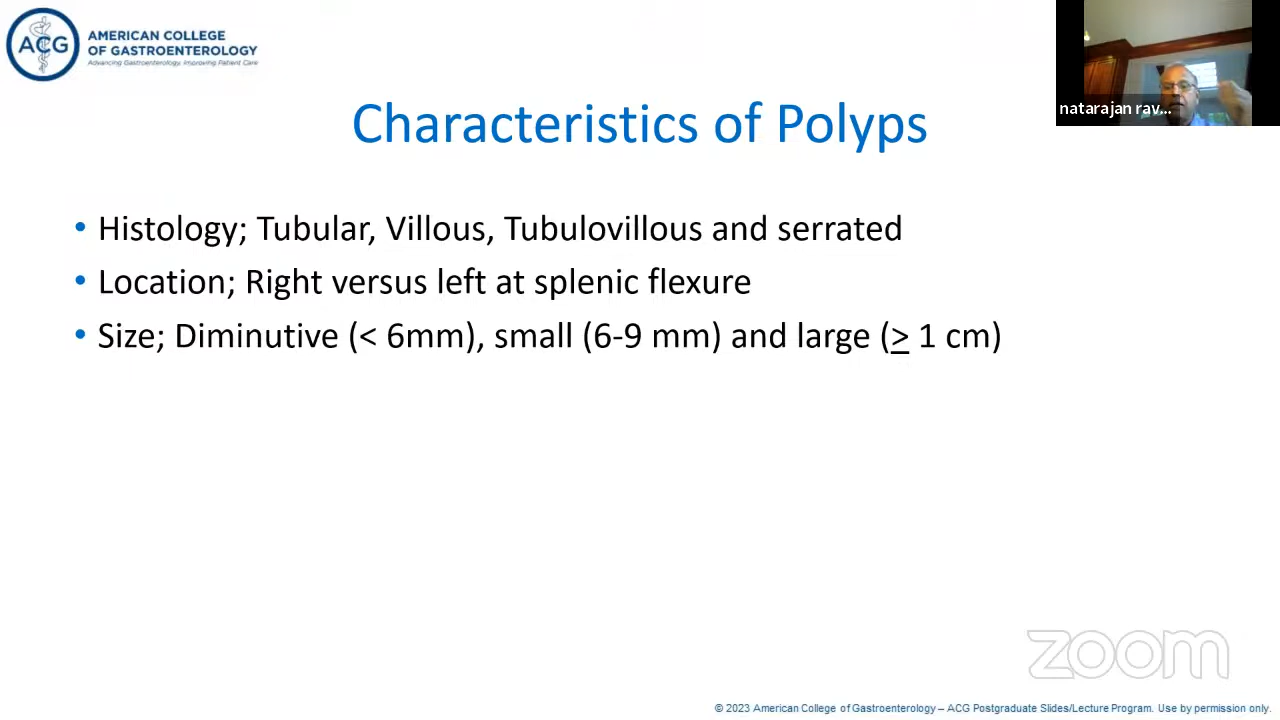 ACG
AMERICAN COLLEGE
OF GASTROENTEROLOGY
Advancing Gastroenterology, Improving Patient Care
natarajan rav...
Characteristics of Polyps
• Histology; Tubular, Villous, Tubulovillous and serrated
• Location; Right versus left at splenic flexure
• Size; Diminutive (< 6mm), small (6-9 mm) and large (≥ 1 cm)
zoom
© 2023 American College of Gastroenterology – ACG Postgraduate Slides/Lecture Program. Use by permission only.